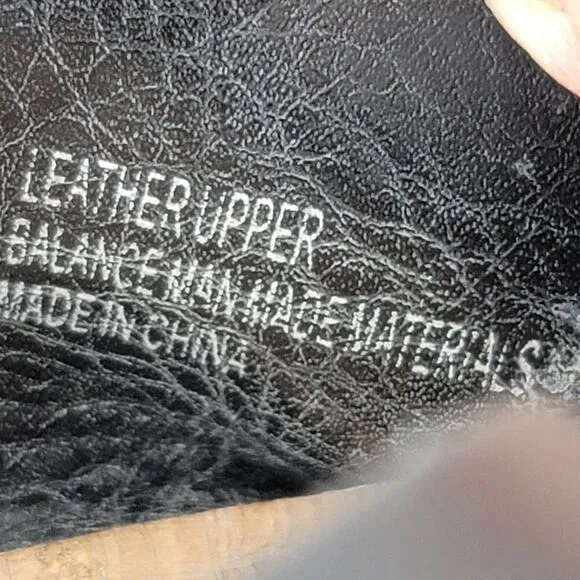 LEATHER UPPER
BALANCE MAN MADE MATERIALS
MADE IN CHINA